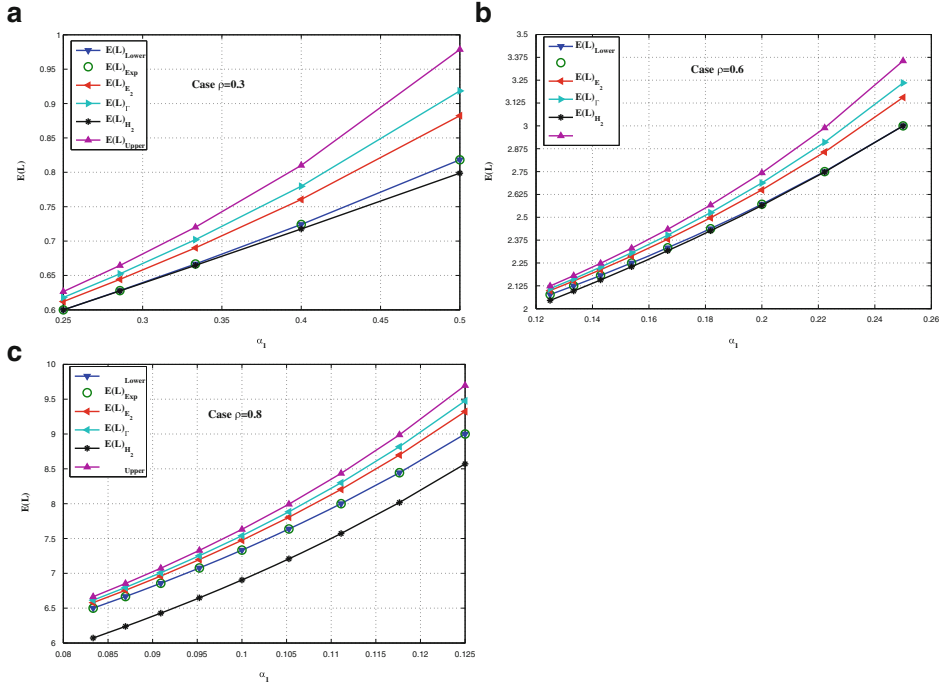 a
E(L)
1
0.95
0.9
0.85
0.8
0.75
0.7
0.65
0.6
E(L)Lower
E(L)Exp
E(L)E2
E(L)Γ
E(L)H2
E(L)Upper
Case ρ=0.3
0.25 0.3 0.35 0.4 0.45 0.5
α1
b
E(L)
3.5
3.375
3.25
3.125
3
2.875
2.75
2.625
2.5
2.375
2.25
2.125
2
E(L)Lower
E(L)E2
E(L)Γ
E(L)H2
Case ρ=0.6
0.12 0.14 0.16 0.18 0.2 0.22 0.24 0.26
α1
c
E(L)
10
9.5
9
8.5
8
7.5
7
6.5
6
Lower
E(L)Exp
E(L)E2
E(L)Γ
E(L)H2
Upper
Case ρ=0.8
0.08 0.085 0.09 0.095 0.1 0.105 0.11 0.115 0.12 0.125
α1